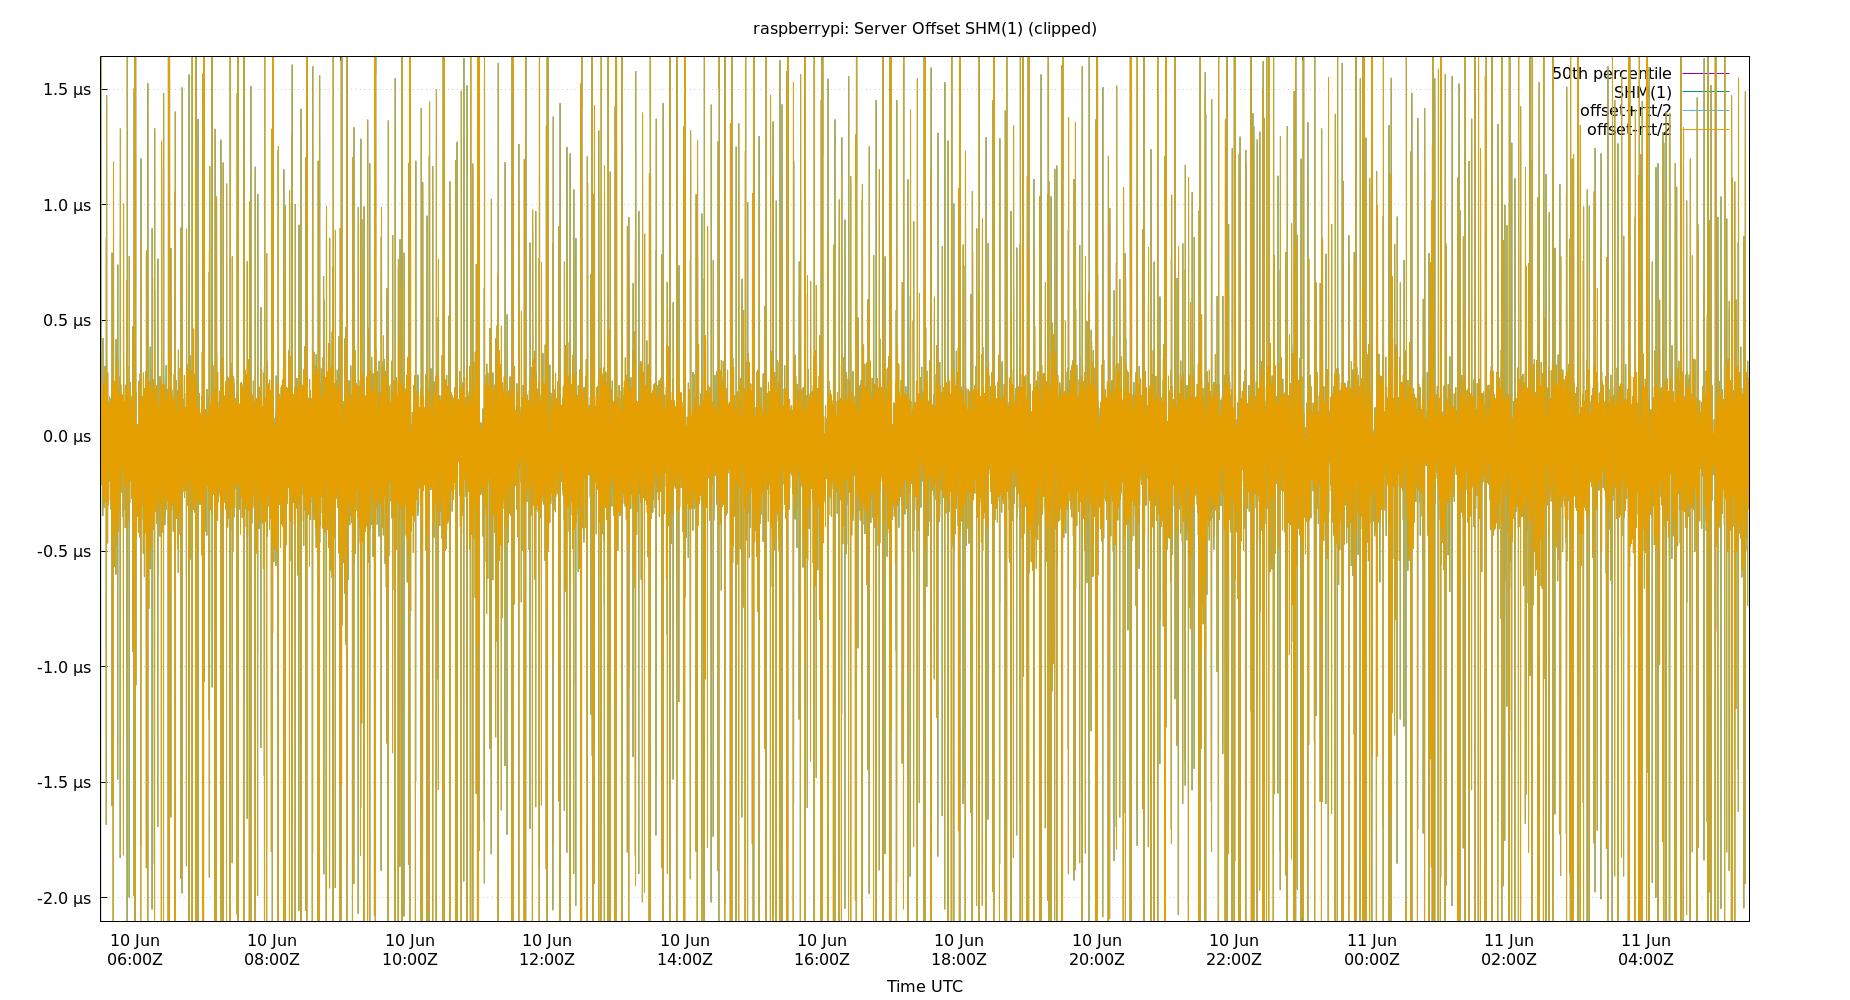 raspberrypi: Server Offset SHM(1) (clipped)
50th percentile
SHM(1)
offset+rtt/2
offset-rtt/2
1.5 µs
1.0 µs
0.5 µs
0.0 µs
-0.5 µs
-1.0 µs
-1.5 µs
-2.0 µs
10 Jun 10 Jun 10 Jun 10 Jun 10 Jun 10 Jun 10 Jun 10 Jun 10 Jun 11 Jun 11 Jun 11 Jun
06:00Z 08:00Z 10:00Z 12:00Z 14:00Z 16:00Z 18:00Z 20:00Z 22:00Z 00:00Z 02:00Z 04:00Z
Time UTC